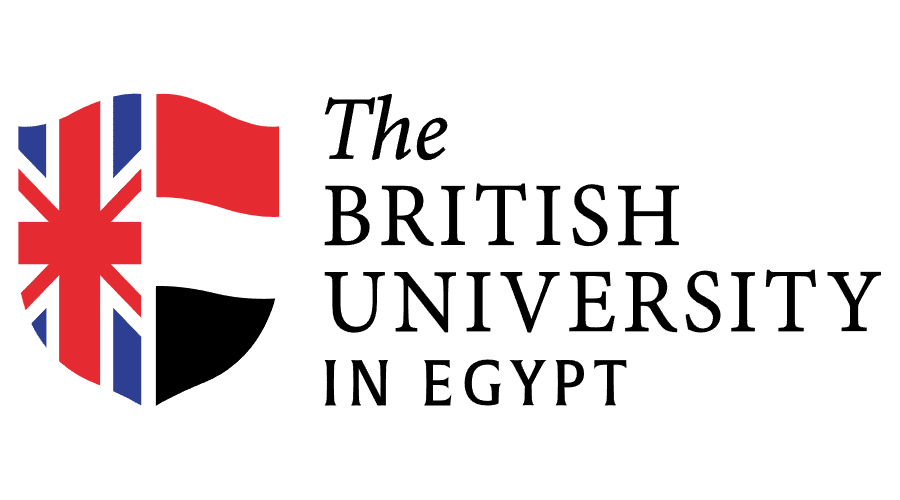 The
BRITISH
UNIVERSITY
IN EGYPT